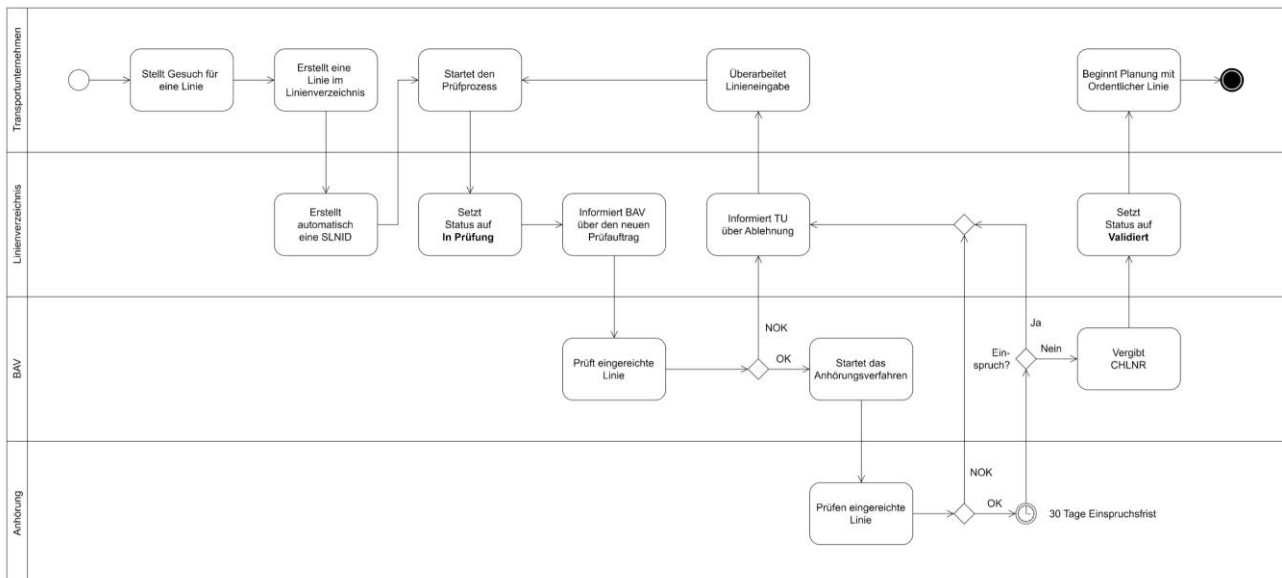 Transportunternehmen
Stellt Gesuch für
eine Linie
Erstellt eine
Linie im
Linienverzeichnis
Startet den
Prüfprozess
Überarbeitet
Linieneingabe
Beginnt Planung mit
Ordentlicher Linie
Linienverzeichnis
Erstellt
automatisch
eine SLNID
Setzt
Status auf
In Prüfung
Informiert BAV
über den neuen
Prüfauftrag
Informiert TU
über Ablehnung
Setzt
Status auf
Validiert
BAV
Prüft eingereichte
Linie
NOK
OK
Startet das
Anhörungsverfahren
Ein-
spruch?
Ja
Nein
Vergibt
CHLNR
Anhörung
Prüfen eingereichte
Linie
NOK
OK
30 Tage Einspruchsfrist